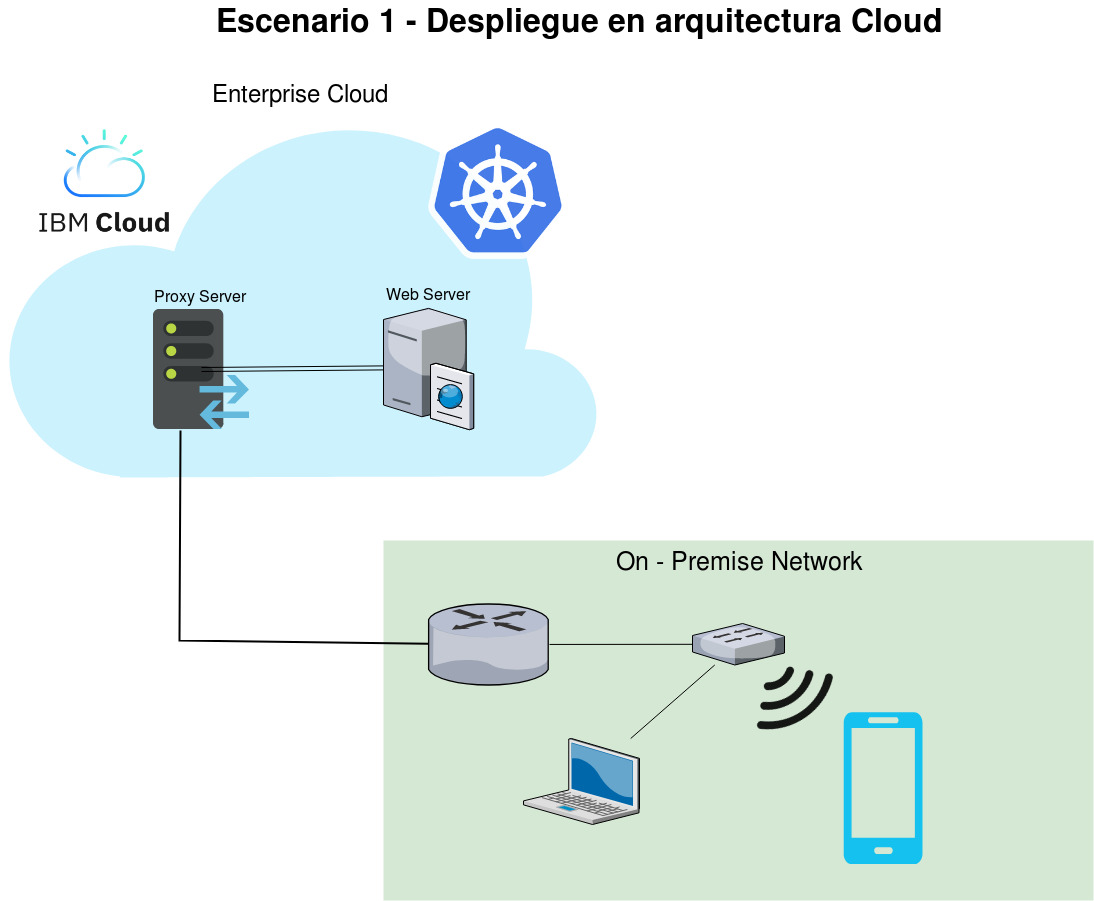 Escenario 1 - Despliegue en arquitectura Cloud
Enterprise Cloud
IBM Cloud
Proxy Server
Web Server
On - Premise Network